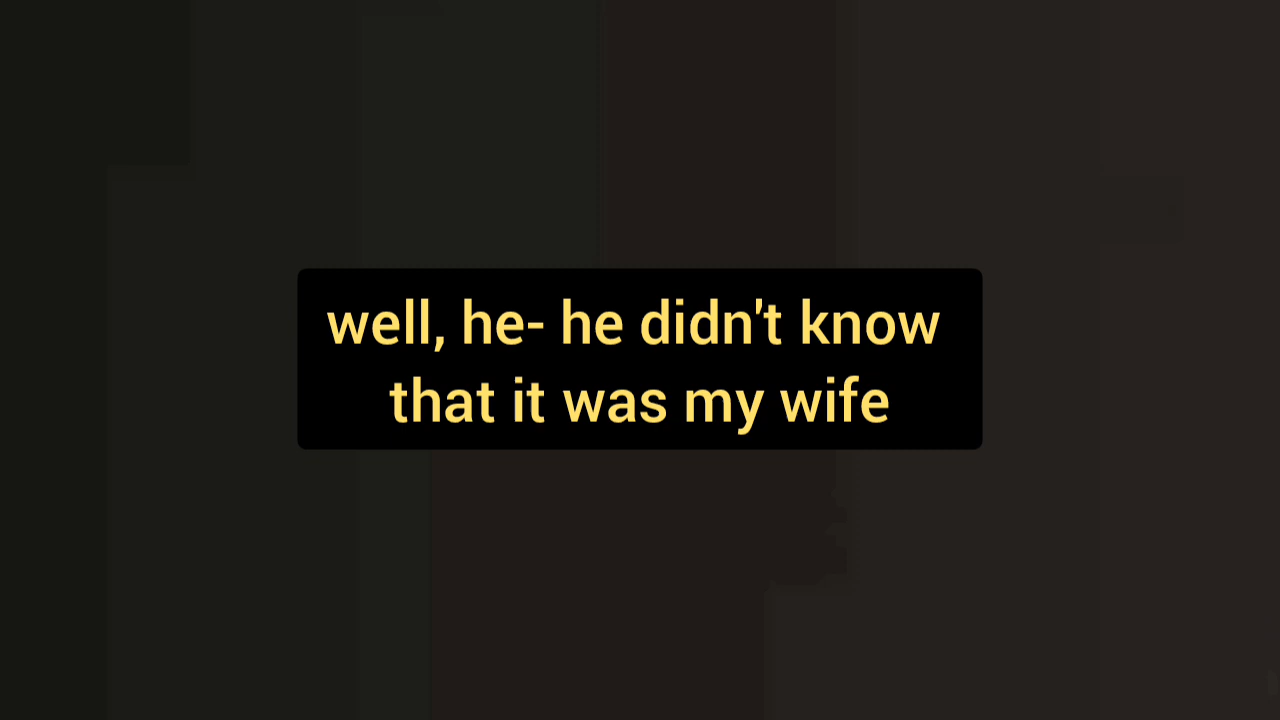 well, he- he didn't know
that it was my wife